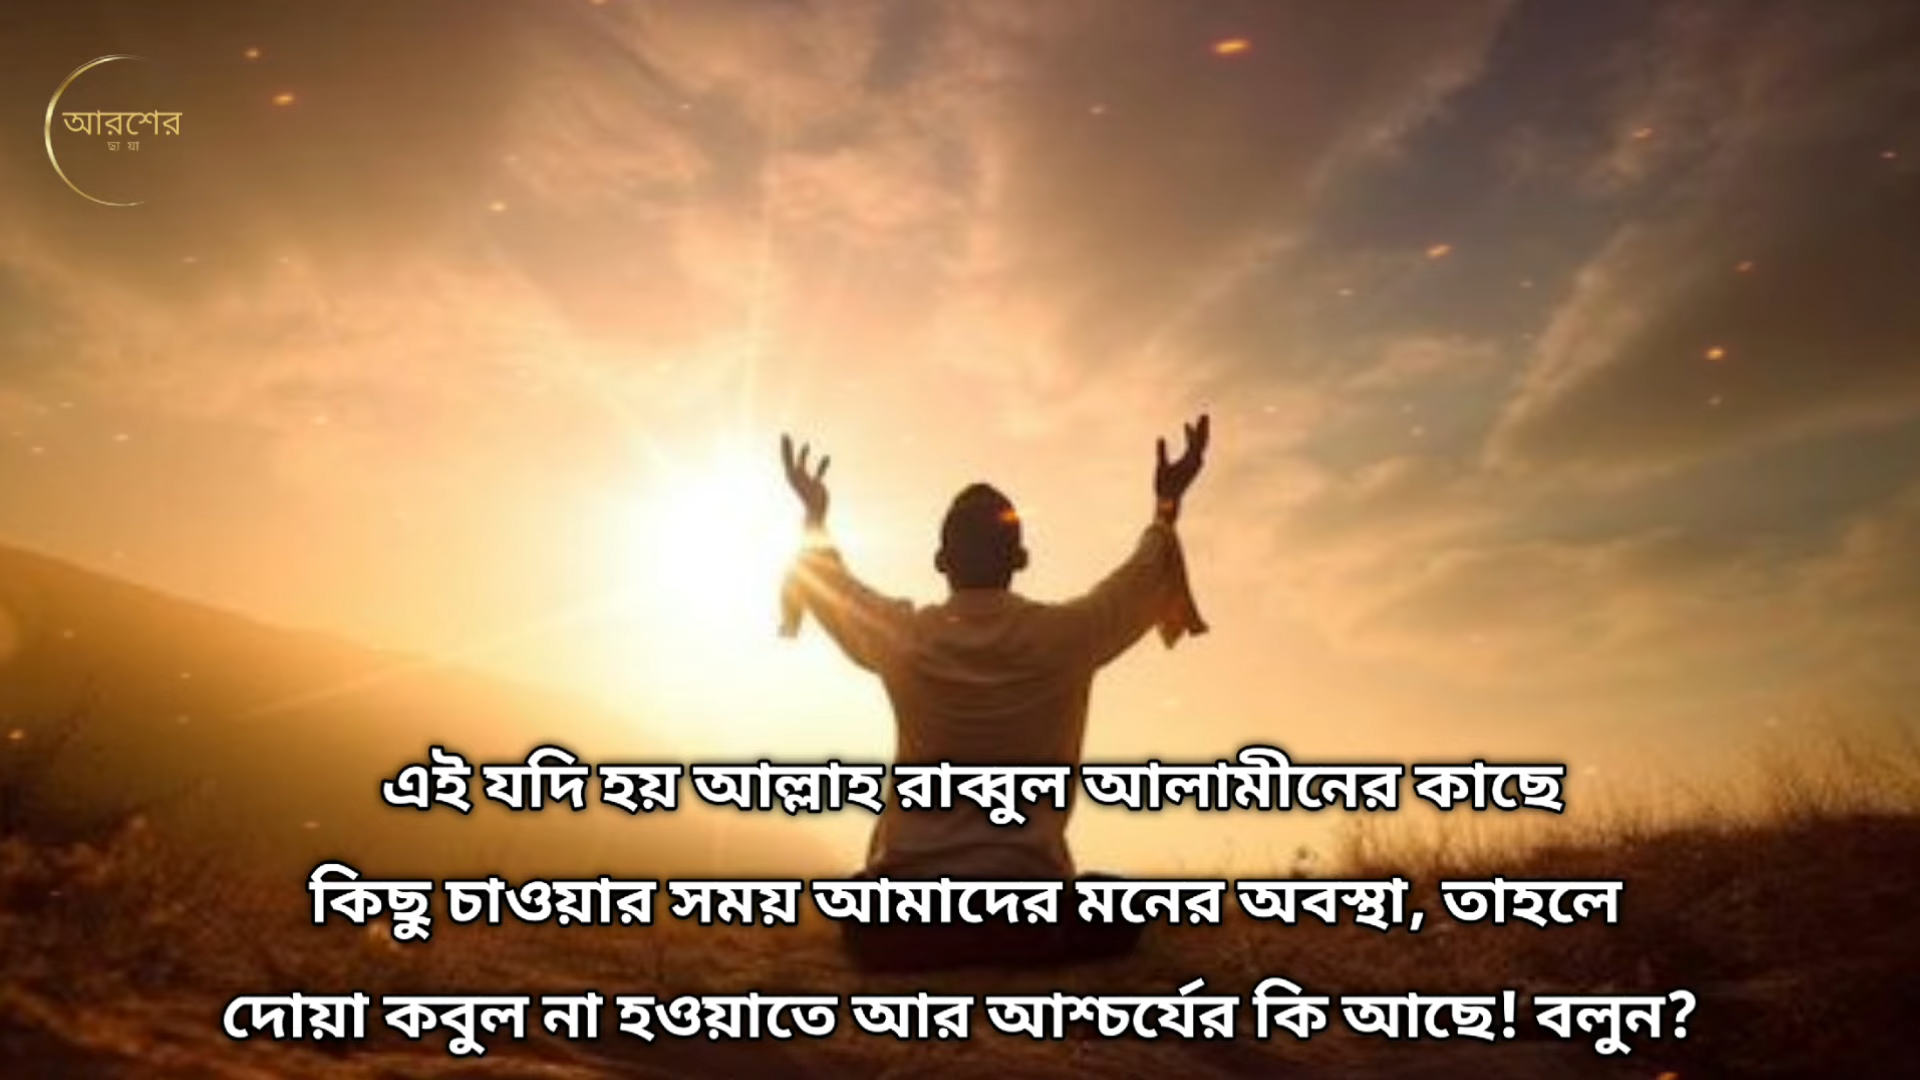 আরশের
ছা য়া
এই যদি হয় আল্লাহ রাব্বুল আলামীনের কাছে
কিছু চাওয়ার সময় আমাদের মনের অবস্থা, তাহলে
দোয়া কবুল না হওয়াতে আর আশ্চর্যের কি আছে! বলুন?